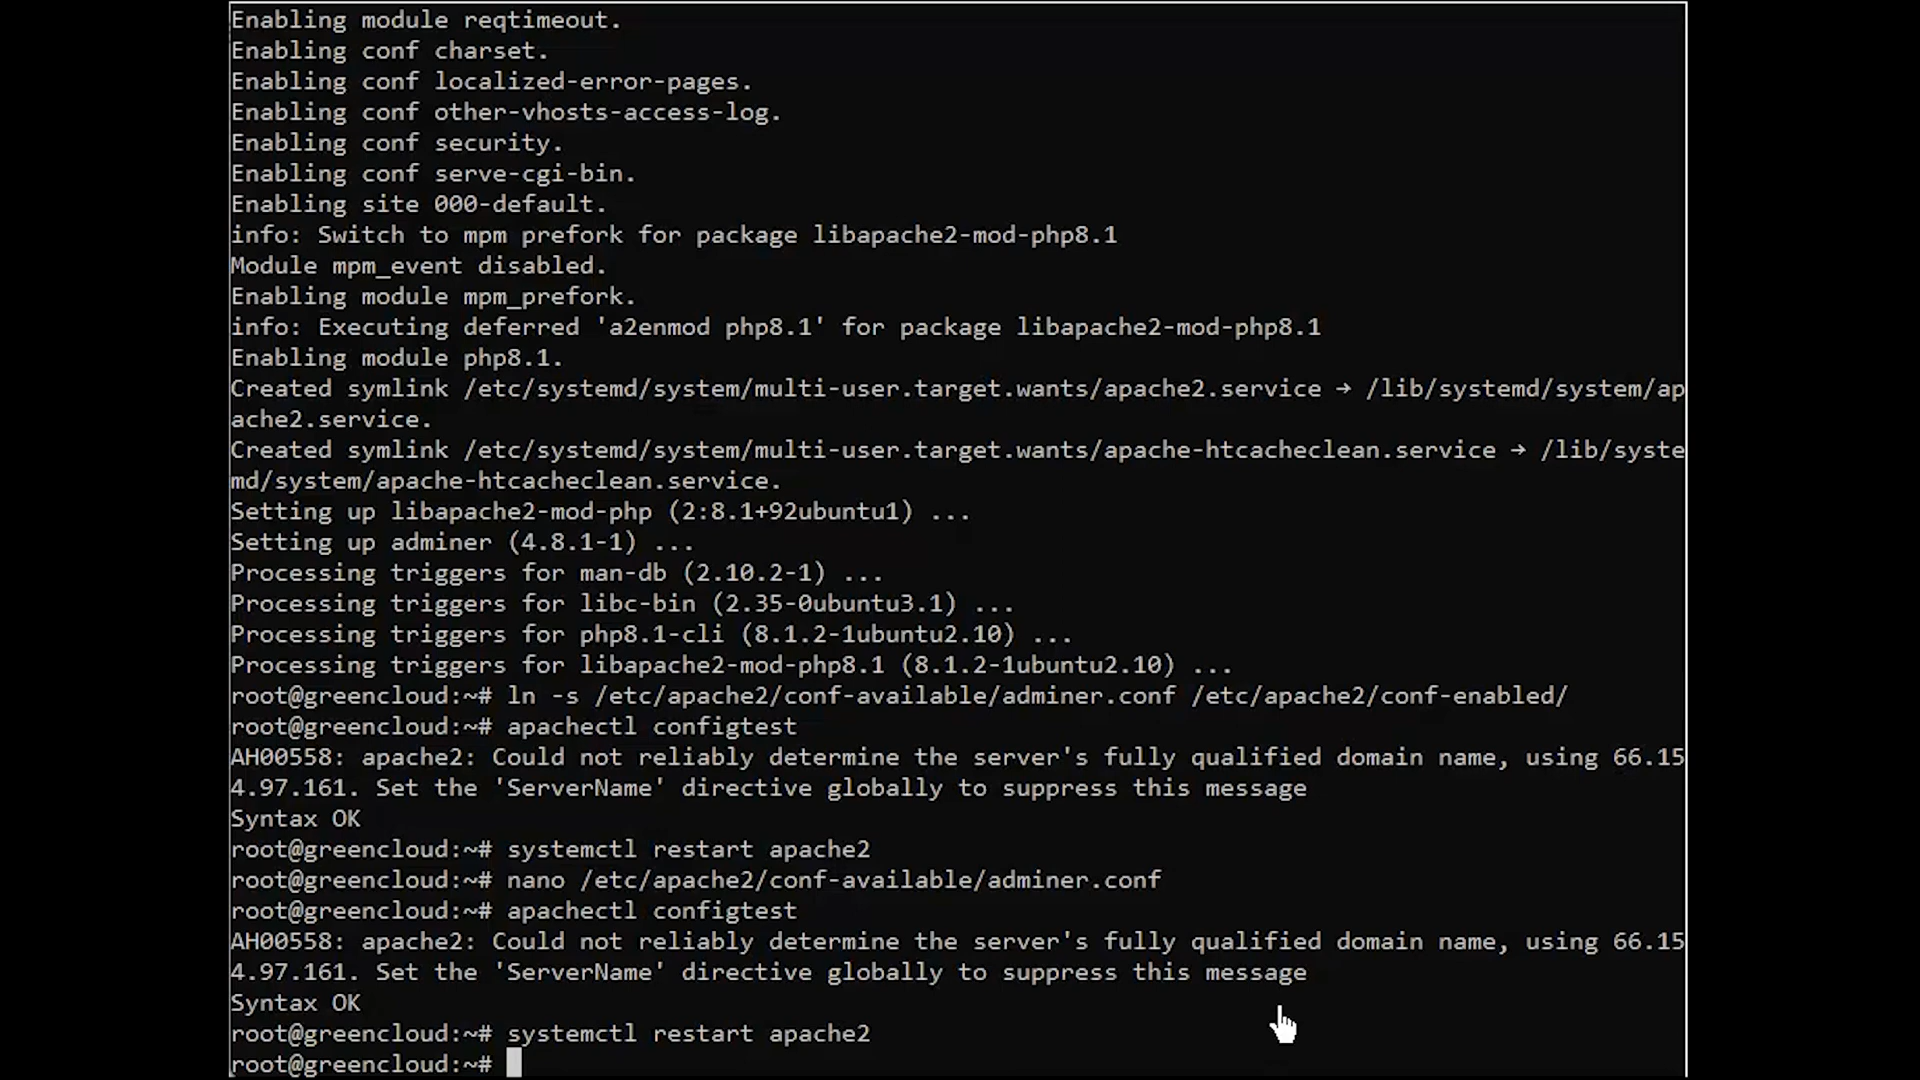 Enabling module reqtimeout.
Enabling conf charset.
Enabling conf localized-error-pages.
Enabling conf other-vhosts-access-log.
Enabling conf security.
Enabling conf serve-cgi-bin.
Enabling site 000-default.
info: Switch to mpm prefork for package libapache2-mod-php8.1
Module mpm_event disabled.
Enabling module mpm_prefork.
info: Executing deferred 'a2enmod php8.1' for package libapache2-mod-php8.1
Enabling module php8.1.
Created symlink /etc/systemd/system/multi-user.target.wants/apache2.service → /lib/systemd/system/ap
ache2.service.
Created symlink /etc/systemd/system/multi-user.target.wants/apache-htcacheclean.service → /lib/syste
md/system/apache-htcacheclean.service.
Setting up libapache2-mod-php (2:8.1+92ubuntu1) ...
Setting up adminer (4.8.1-1) ...
Processing triggers for man-db (2.10.2-1) ...
Processing triggers for libc-bin (2.35-0ubuntu3.1) ...
Processing triggers for php8.1-cli (8.1.2-1ubuntu2.10) ...
Processing triggers for libapache2-mod-php8.1 (8.1.2-1ubuntu2.10) ...
root@greencloud:~# ln -s /etc/apache2/conf-available/adminer.conf /etc/apache2/conf-enabled/
root@greencloud:~# apachectl configtest
AH00558: apache2: Could not reliably determine the server's fully qualified domain name, using 66.15
4.97.161. Set the 'ServerName' directive globally to suppress this message
Syntax OK
root@greencloud:~# systemctl restart apache2
root@greencloud:~# nano /etc/apache2/conf-available/adminer.conf
root@greencloud:~# apachectl configtest
AH00558: apache2: Could not reliably determine the server's fully qualified domain name, using 66.15
4.97.161. Set the 'ServerName' directive globally to suppress this message
Syntax OK
root@greencloud:~# systemctl restart apache2
root@greencloud:~#